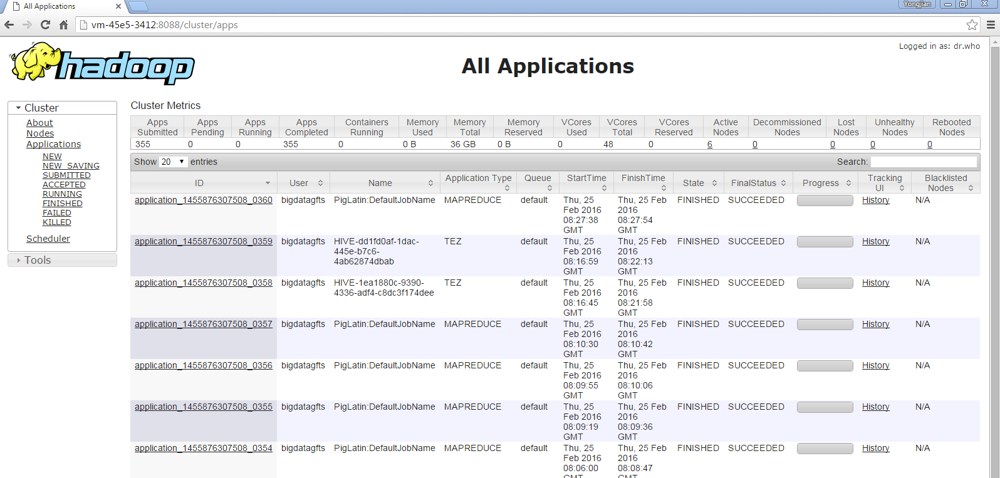 All Applications
Yongjian
vm-45e5-3412:8088/cluster/apps
Logged in as: dr.who
hadoop
All Applications
Cluster
About
Nodes
Applications
NEW
NEW_SAVING
SUBMITTED
ACCEPTED
RUNNING
FINISHED
FAILED
KILLED
Scheduler
Tools
Cluster Metrics
Apps Apps Apps Apps Containers Memory Memory Memory VCores VCores VCores Active Decommissioned Lost Unhealthy Rebooted
Submitted Pending Running Completed Running Used Total Reserved Used Total Reserved Nodes Nodes Nodes Nodes Nodes
355 0 0 355 0 0 B 36 GB 0 B 0 48 0 6 0 0 0 0
Show 20 entries Search:
ID User Name Application Type Queue StartTime FinishTime State FinalStatus Progress Tracking UI Blacklisted Nodes
application_1455876307508_0360 bigdatagfts PigLatin:DefaultJobName MAPREDUCE default Thu, 25 Thu, 25 Feb FINISHED SUCCEEDED History N/A
Feb 2016 2016
08:27:38 08:27:54
GMT GMT
application_1455876307508_0359 bigdatagfts HIVE-dd1fd0af-1dac- TEZ default Thu, 25 Thu, 25 Feb FINISHED SUCCEEDED History N/A
445e-b7c6- Feb 2016 2016
4ab62874dbab 08:16:59 08:22:13
GMT GMT
application_1455876307508_0358 bigdatagfts HIVE-1ea1880c-9390- TEZ default Thu, 25 Thu, 25 Feb FINISHED SUCCEEDED History N/A
4336-adf4-c8dc3f174dee Feb 2016 2016
08:16:45 08:21:58
GMT GMT
application_1455876307508_0357 bigdatagfts PigLatin:DefaultJobName MAPREDUCE default Thu, 25 Thu, 25 Feb FINISHED SUCCEEDED History N/A
Feb 2016 2016
08:10:30 08:10:42
GMT GMT
application_1455876307508_0356 bigdatagfts PigLatin:DefaultJobName MAPREDUCE default Thu, 25 Thu, 25 Feb FINISHED SUCCEEDED History N/A
Feb 2016 2016
08:09:55 08:10:06
GMT GMT
application_1455876307508_0355 bigdatagfts PigLatin:DefaultJobName MAPREDUCE default Thu, 25 Thu, 25 Feb FINISHED SUCCEEDED History N/A
Feb 2016 2016
08:09:19 08:09:36
GMT GMT
application_1455876307508_0354 bigdatagfts PigLatin:DefaultJobName MAPREDUCE default Thu, 25 Thu, 25 Feb FINISHED SUCCEEDED History N/A
Feb 2016 2016
08:06:00 08:08:47
GMT GMT